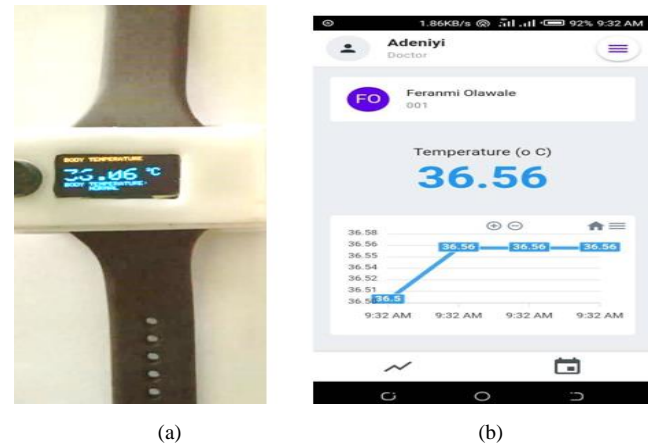 BODY TEMPERATURE
36.06 °C
BODY TEMPERATURE:
NORMAL
(a)
1.86KB/s 92% 9:32 AM
Adeniyi
Doctor
FO
Feranmi Olawale
001
Temperature (o C)
36.56
36.58
36.56
36.55
36.54
36.52
36.51
36.5
36.56
36.56
36.56
9:32 AM 9:32 AM 9:32 AM 9:32 AM
(b)